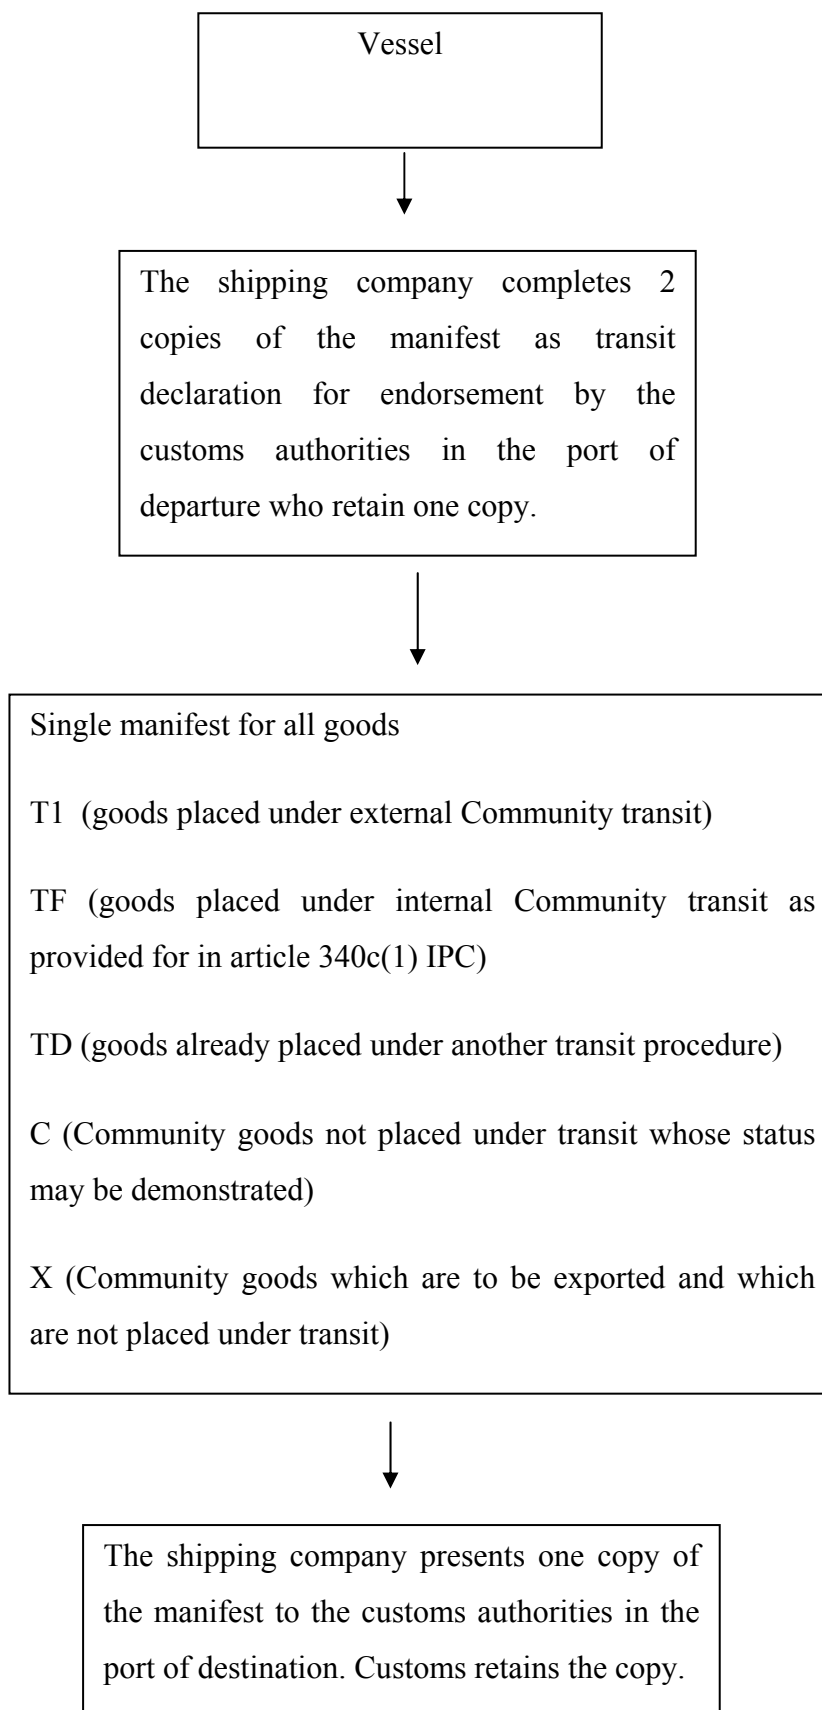 Vessel
The shipping company completes 2
copies of the manifest as transit
declaration for endorsement by the
customs authorities in the port of
departure who retain one copy.
Single manifest for all goods
T1 (goods placed under external Community transit)
TF (goods placed under internal Community transit as
provided for in article 340c(1) IPC)
TD (goods already placed under another transit procedure)
C (Community goods not placed under transit whose status
may be demonstrated)
X (Community goods which are to be exported and which
are not placed under transit)
The shipping company presents one copy of
the manifest to the customs authorities in the
port of destination. Customs retains the copy.